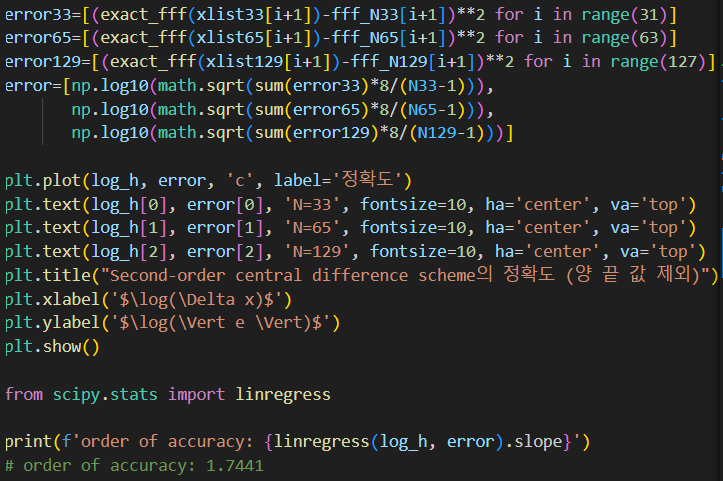 error33=[(exact_fff(xlist33[i+1])-fff_N33[i+1])**2 for i in range(31)]
error65=[(exact_fff(xlist65[i+1])-fff_N65[i+1])**2 for i in range(63)]
error129=[(exact_fff(xlist129[i+1])-fff_N129[i+1])**2 for i in range(127)]
error=[np.log10(math.sqrt(sum(error33)*8/(N33-1))),
       np.log10(math.sqrt(sum(error65)*8/(N65-1))),
       np.log10(math.sqrt(sum(error129)*8/(N129-1)))]

plt.plot(log_h, error, 'c', label='정확도')
plt.text(log_h[0], error[0], 'N=33', fontsize=10, ha='center', va='top')
plt.text(log_h[1], error[1], 'N=65', fontsize=10, ha='center', va='top')
plt.text(log_h[2], error[2], 'N=129', fontsize=10, ha='center', va='top')
plt.title("Second-order central difference scheme의 정확도 (양 끝 값 제외)")
plt.xlabel('$\log(\Delta x)$')
plt.ylabel('$\log(\Vert e \Vert)$')
plt.show()

from scipy.stats import linregress

print(f'order of accuracy: {linregress(log_h, error).slope}')
# order of accuracy: 1.7441